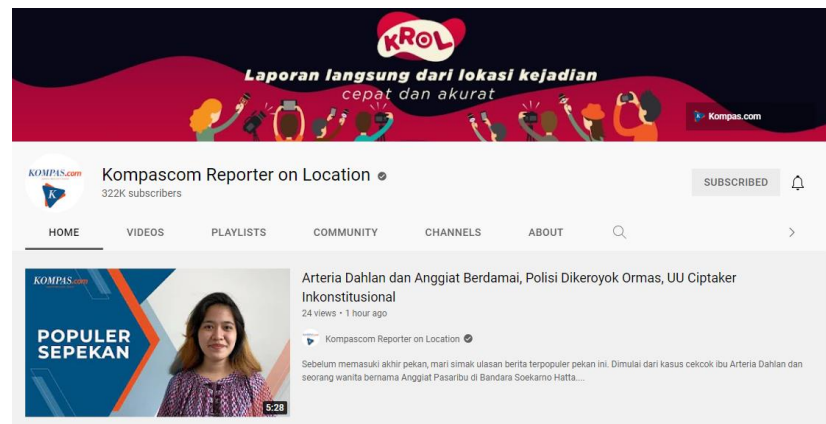 KROL
Laporan langsung dari lokasi kejadian
cepat dan akurat
Kompas.com
KOMPAS.com
K
Kompascom Reporter on Location
322K subscribers
SUBSCRIBED
HOME VIDEOS PLAYLISTS COMMUNITY CHANNELS ABOUT
KOMPAS.com
POPULER
SEPEKAN
5:28
Arteria Dahlan dan Anggiat Berdamai, Polisi Dikeroyok Ormas, UU Ciptaker
Inkonstitusional
24 views • 1 hour ago
Kompascom Reporter on Location
Sebelum memasuki akhir pekan, mari simak ulasan berita terpopuler pekan ini. Dimulai dari kasus cekcok ibu Arteria Dahlan dan
seorang wanita bernama Anggiat Pasaribu di Bandara Soekarno Hatta....